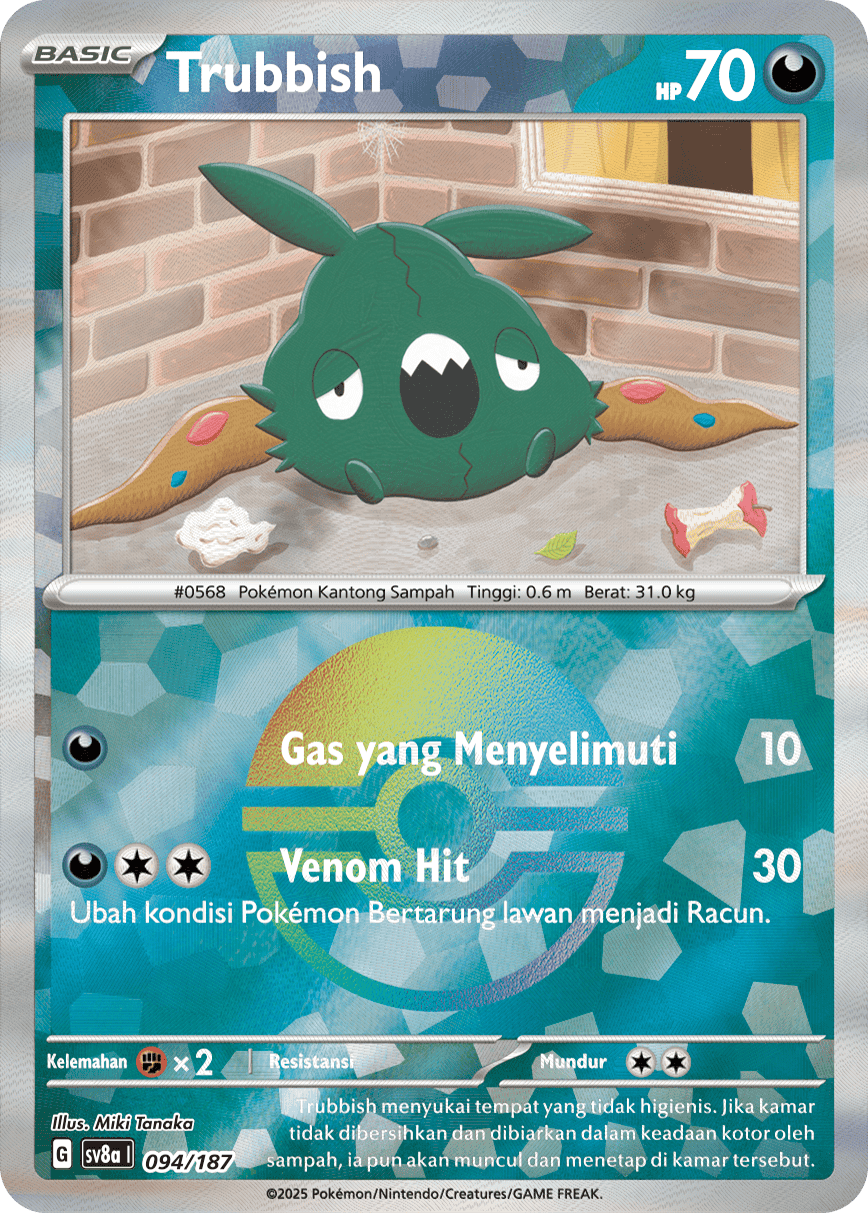 BASIC
Trubbish
HP 70
#0568 Pokémon Kantong Sampah Tinggi: 0.6 m Berat: 31.0 kg
Gas yang Menyelimuti 10
Venom Hit 30
Ubah kondisi Pokémon Bertarung lawan menjadi Racun.
Kelemahan ×2 Resistansi Mundur
Illus. Miki Tanaka
G sv8a I 094/187
Trubbish menyukai tempat yang tidak higienis. Jika kamar
tidak dibersihkan dan dibiarkan dalam keadaan kotor oleh
sampah, ia pun akan muncul dan menetap di kamar tersebut.
©2025 Pokémon/Nintendo/Creatures/GAME FREAK.